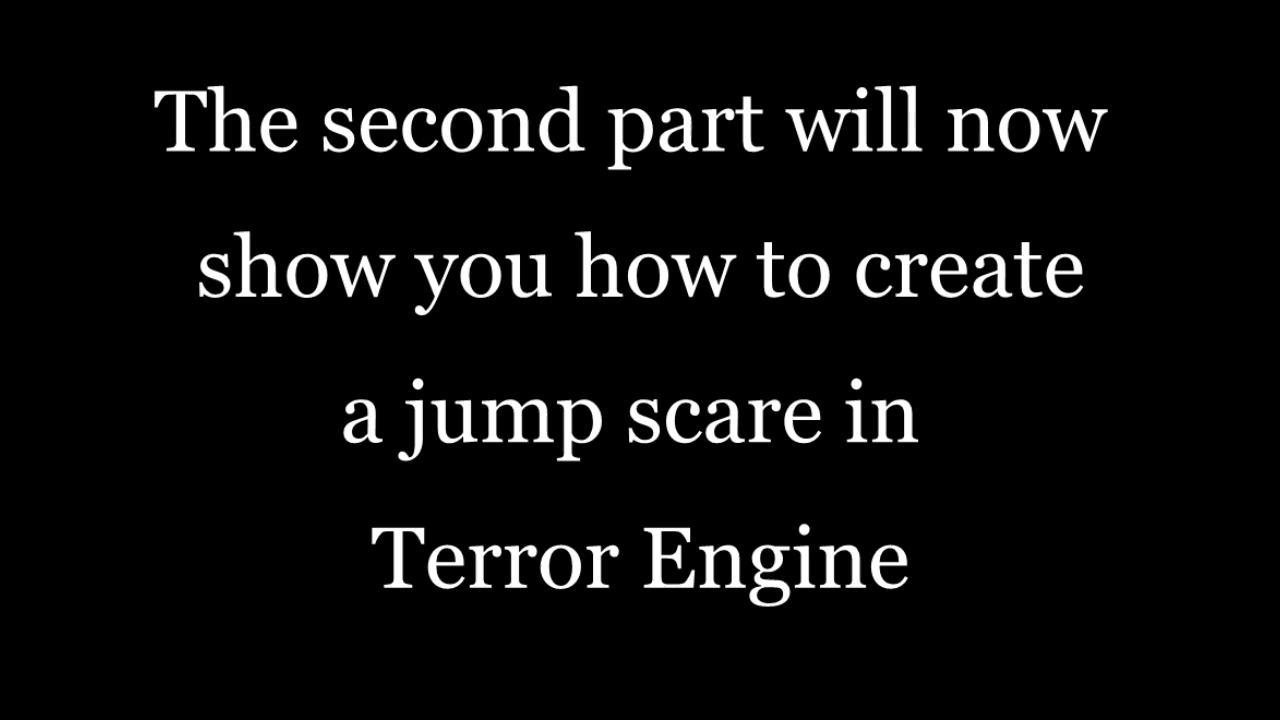 The second part will now
show you how to create
a jump scare in
Terror Engine